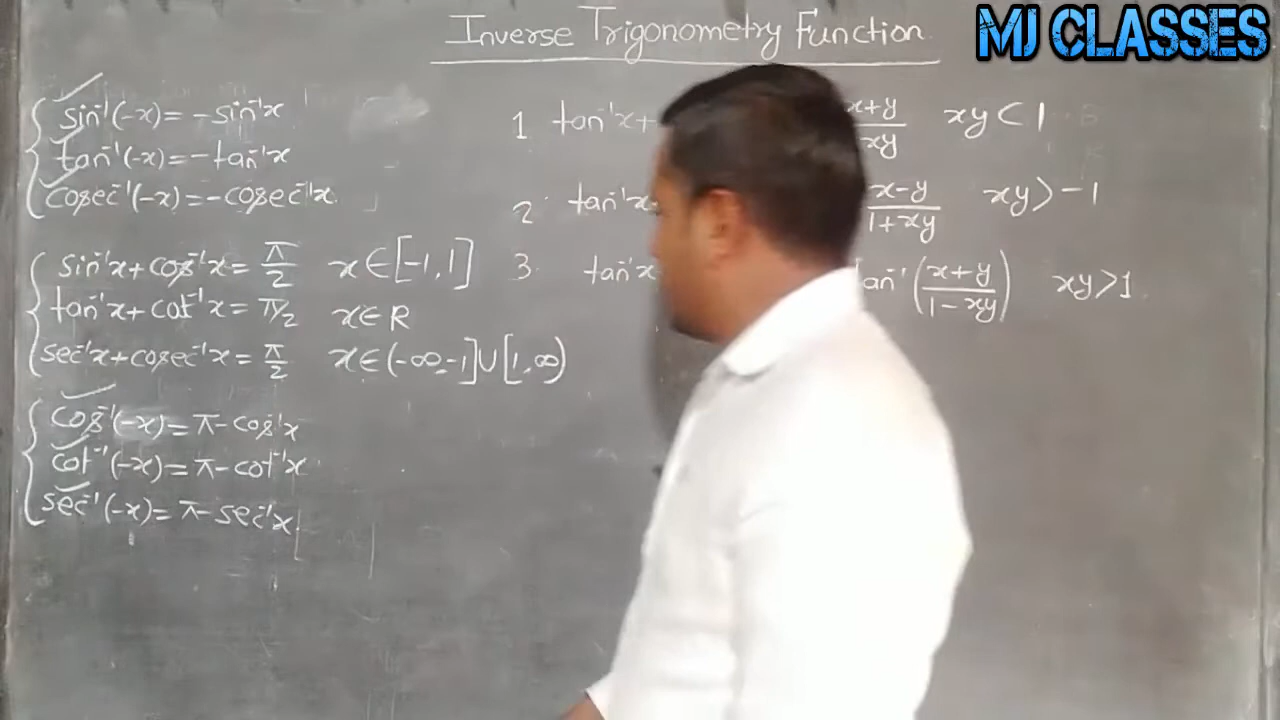 Inverse Trigonometry Function
MJ CLASSES
sin⁻¹(-x) = -sin⁻¹x
tan⁻¹(-x) = -tan⁻¹x
cosec⁻¹(-x) = -cosec⁻¹x
sin⁻¹x + cos⁻¹x = π/2 x ∈ [-1, 1]
tan⁻¹x + cot⁻¹x = π/2 x ∈ R
sec⁻¹x + cosec⁻¹x = π/2 x ∈ (-∞, -1] ∪ [1, ∞)
cos⁻¹(-x) = π - cos⁻¹x
cot⁻¹(-x) = π - cot⁻¹x
sec⁻¹(-x) = π - sec⁻¹x
1 tan⁻¹x + x+y / xy xy < 1
2 tan⁻¹x - x-y / 1+xy xy > -1
3. tan⁻¹x tan⁻¹(x+y / 1-xy) xy > 1